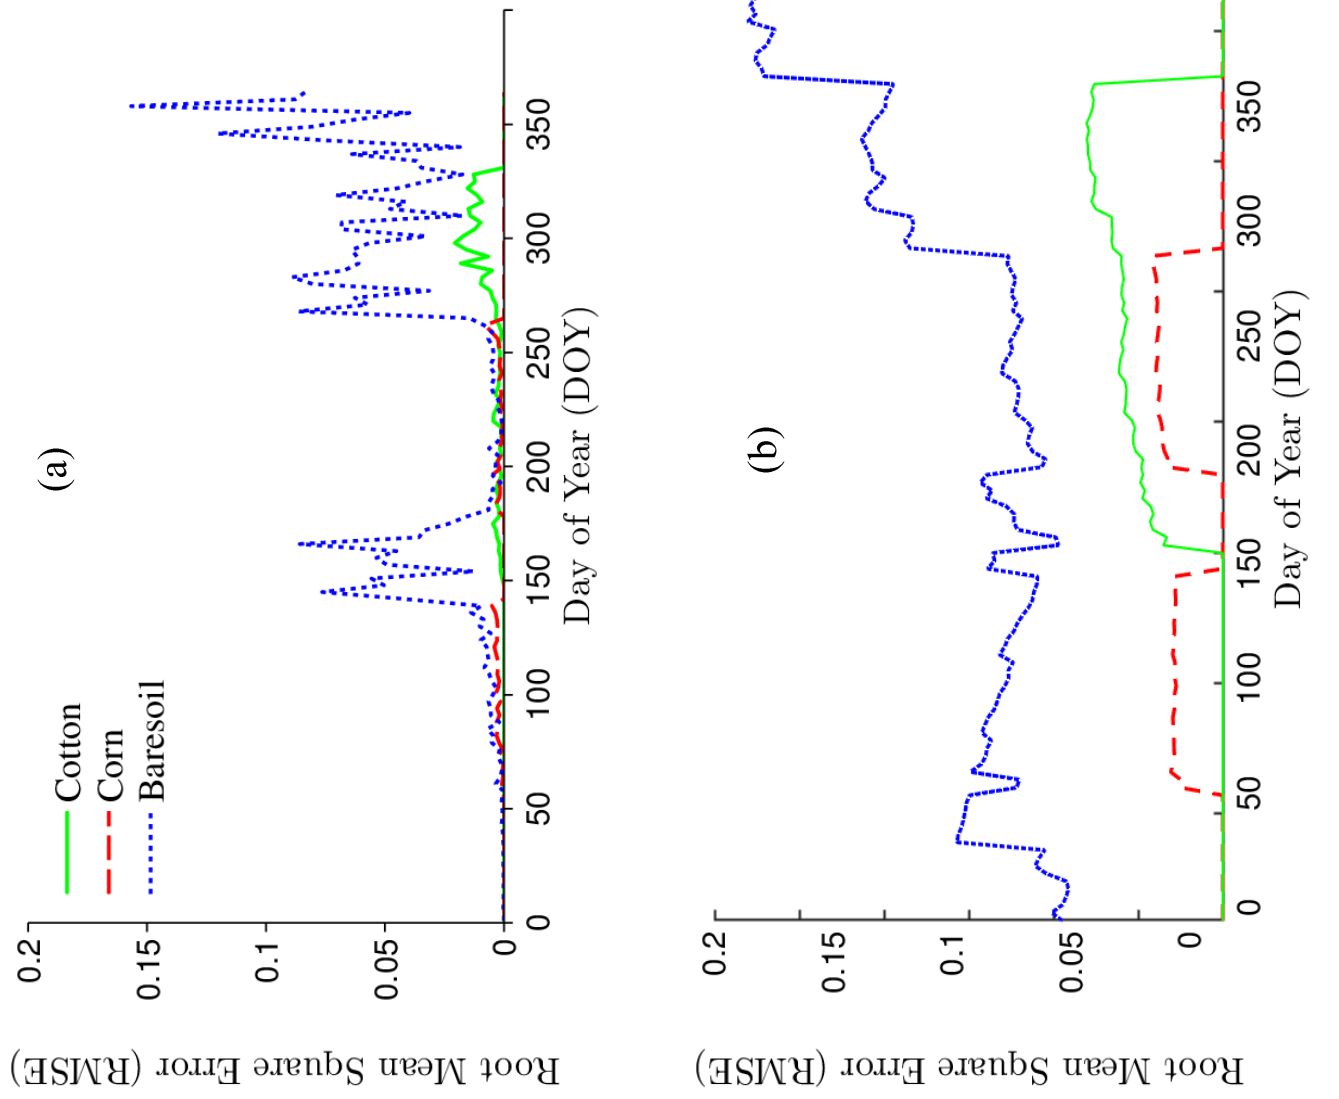 (a)
Cotton
Corn
Baresoil
0.2
0.15
0.1
0.05
0
Root Mean Square Error (RMSE)
0
50
100
150
200
250
300
350
Day of Year (DOY)
(b)
0.2
0.15
0.1
0.05
0
Root Mean Square Error (RMSE)
0
50
100
150
200
250
300
350
Day of Year (DOY)